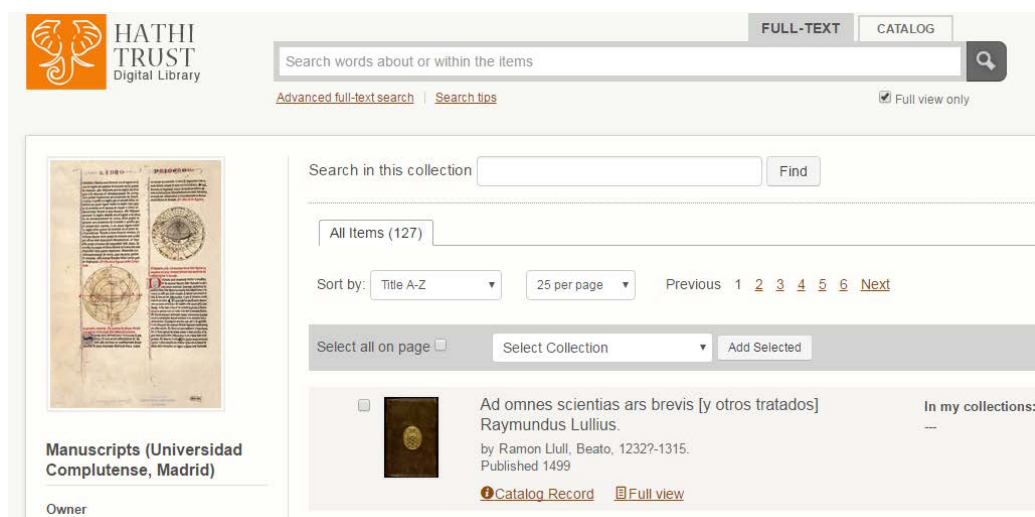 HATHI
TRUST
Digital Library
FULL-TEXT
CATALOG
Search words about or within the items
Advanced full-text search | Search tips
Full view only
Search in this collection
Find
All Items (127)
Sort by: Title A-Z 25 per page Previous 1 2 3 4 5 6 Next
Select all on page Select Collection Add Selected
Ad omnes scientias ars brevis [y otros tratados]
Raymundus Lullius.
by Ramon Llull, Beato, 1232?-1315.
Published 1499
Catalog Record Full view
In my collections:
---
Manuscripts (Universidad
Complutense, Madrid)
Owner